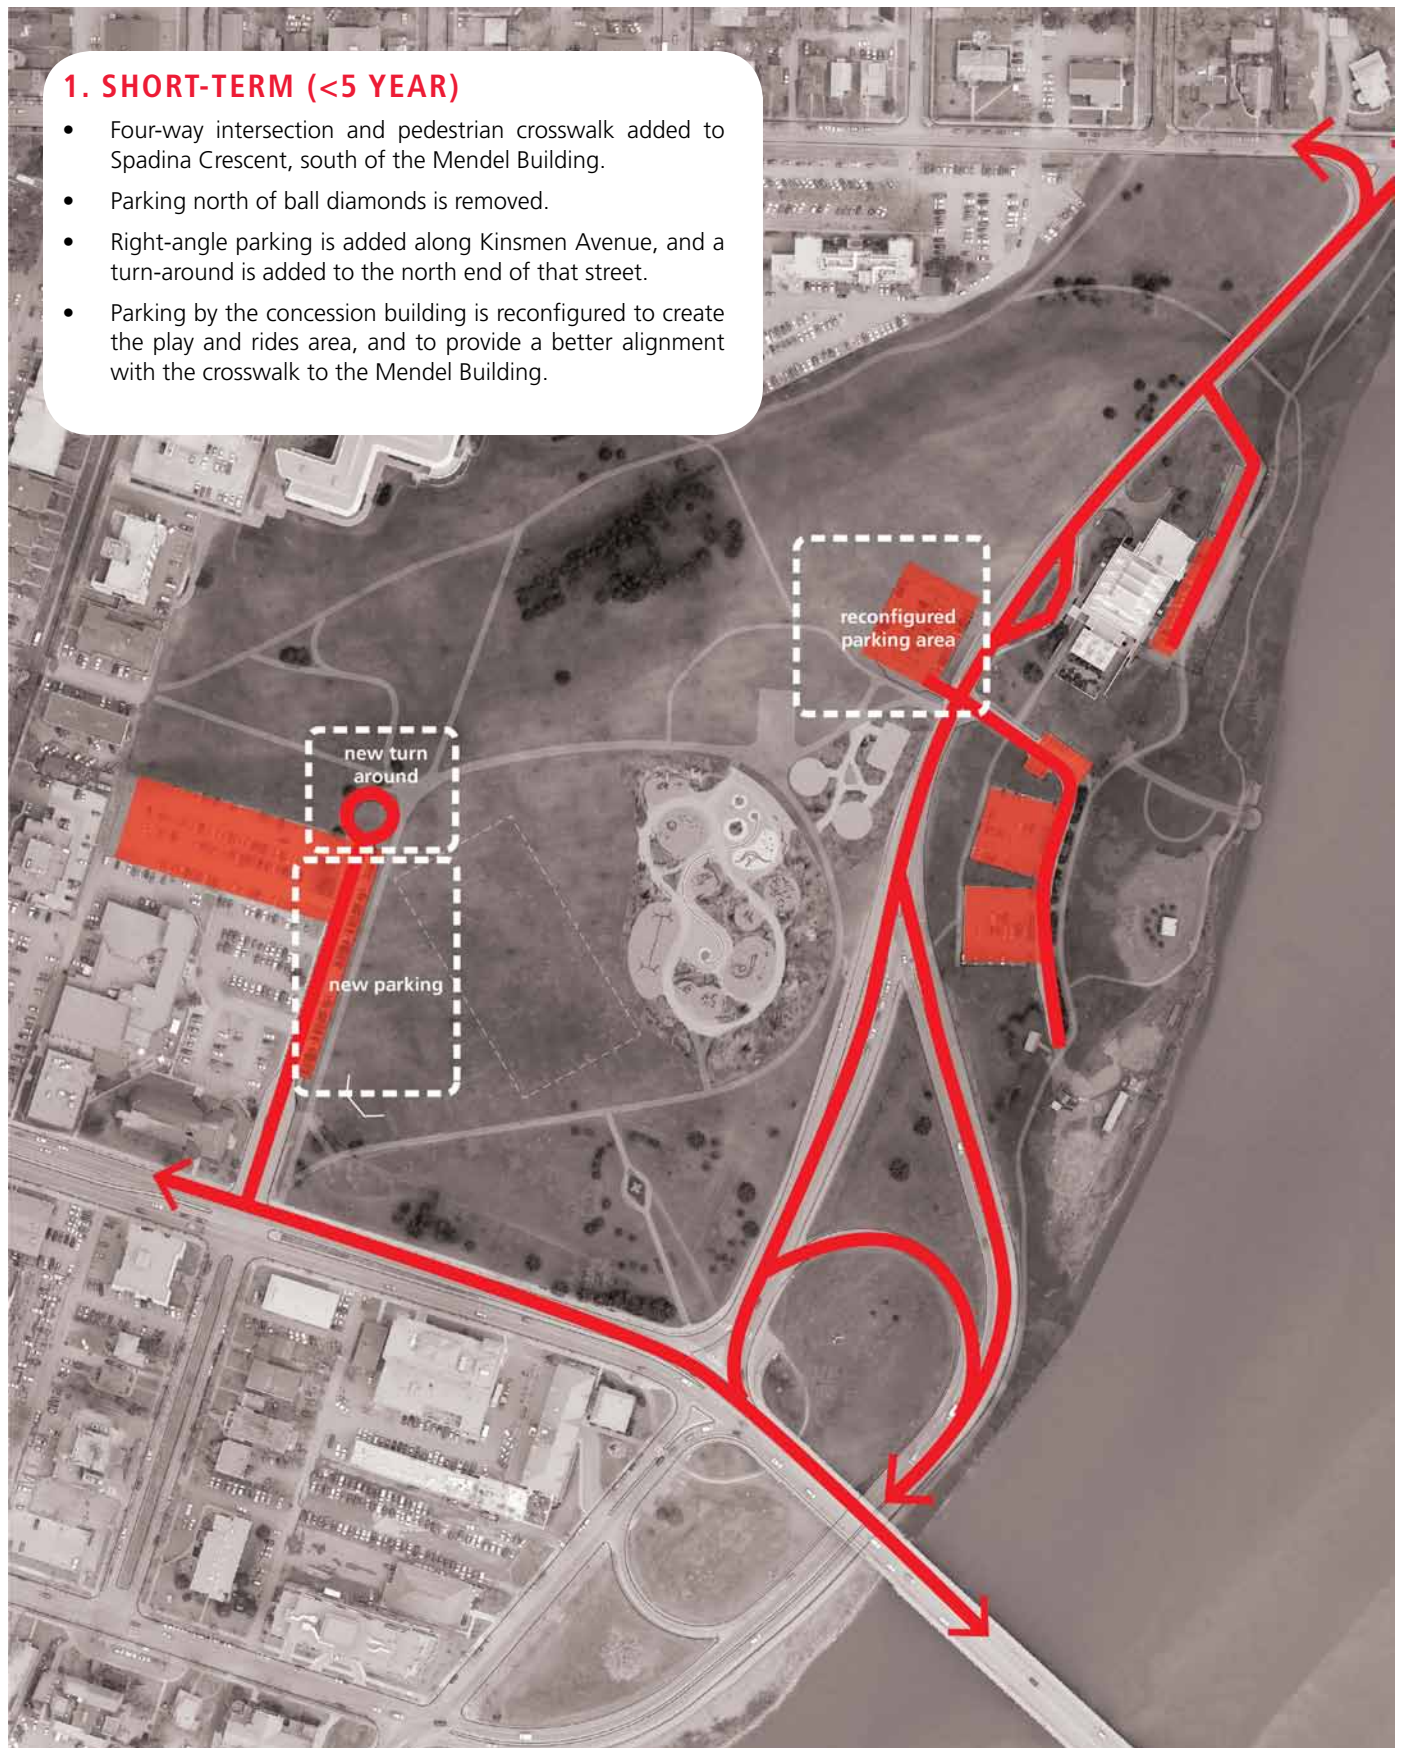 1. SHORT-TERM (<5 YEAR)
• Four-way intersection and pedestrian crosswalk added to
Spadina Crescent, south of the Mendel Building.
• Parking north of ball diamonds is removed.
• Right-angle parking is added along Kinsmen Avenue, and a
turn-around is added to the north end of that street.
• Parking by the concession building is reconfigured to create
the play and rides area, and to provide a better alignment
with the crosswalk to the Mendel Building.
reconfigured
parking area
new turn
around
new parking